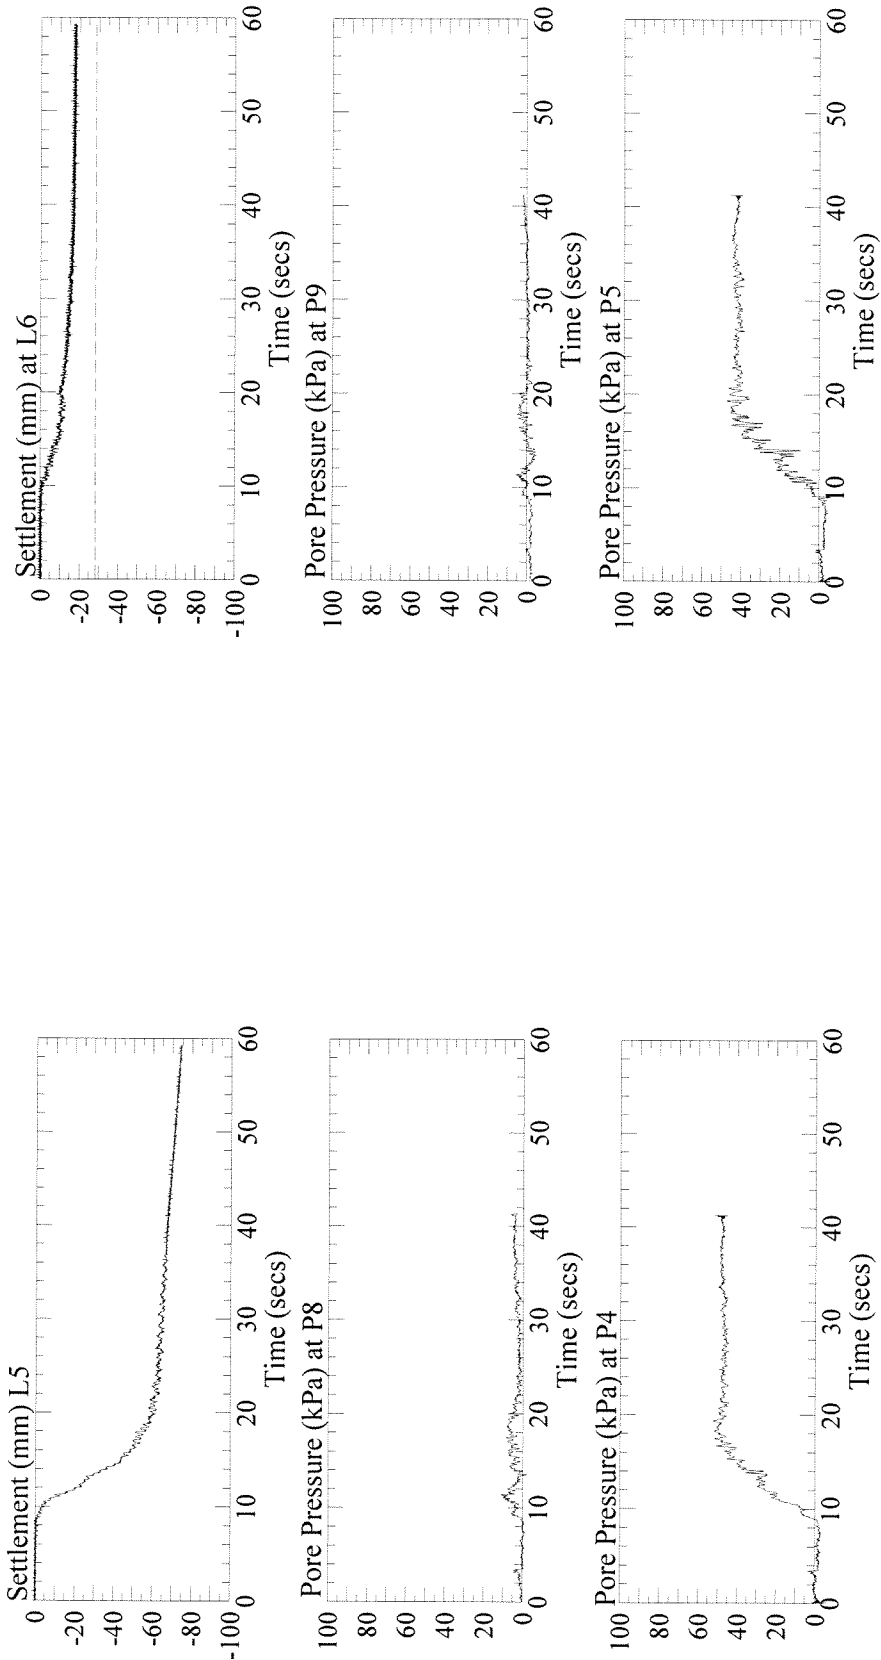 Settlement (mm) at L6
0
-20
-40
-60
-80
-100
0 10 20 30 40 50 60
Time (secs)
Pore Pressure (kPa) at P9
100
80
60
40
20
0
0 10 20 30 40 50 60
Time (secs)
Pore Pressure (kPa) at P5
100
80
60
40
20
0
0 10 20 30 40 50 60
Time (secs)
Settlement (mm) L5
0
-20
-40
-60
-80
-100
0 10 20 30 40 50 60
Time (secs)
Pore Pressure (kPa) at P8
100
80
60
40
20
0
0 10 20 30 40 50 60
Time (secs)
Pore Pressure (kPa) at P4
100
80
60
40
20
0
0 10 20 30 40 50 60
Time (secs)